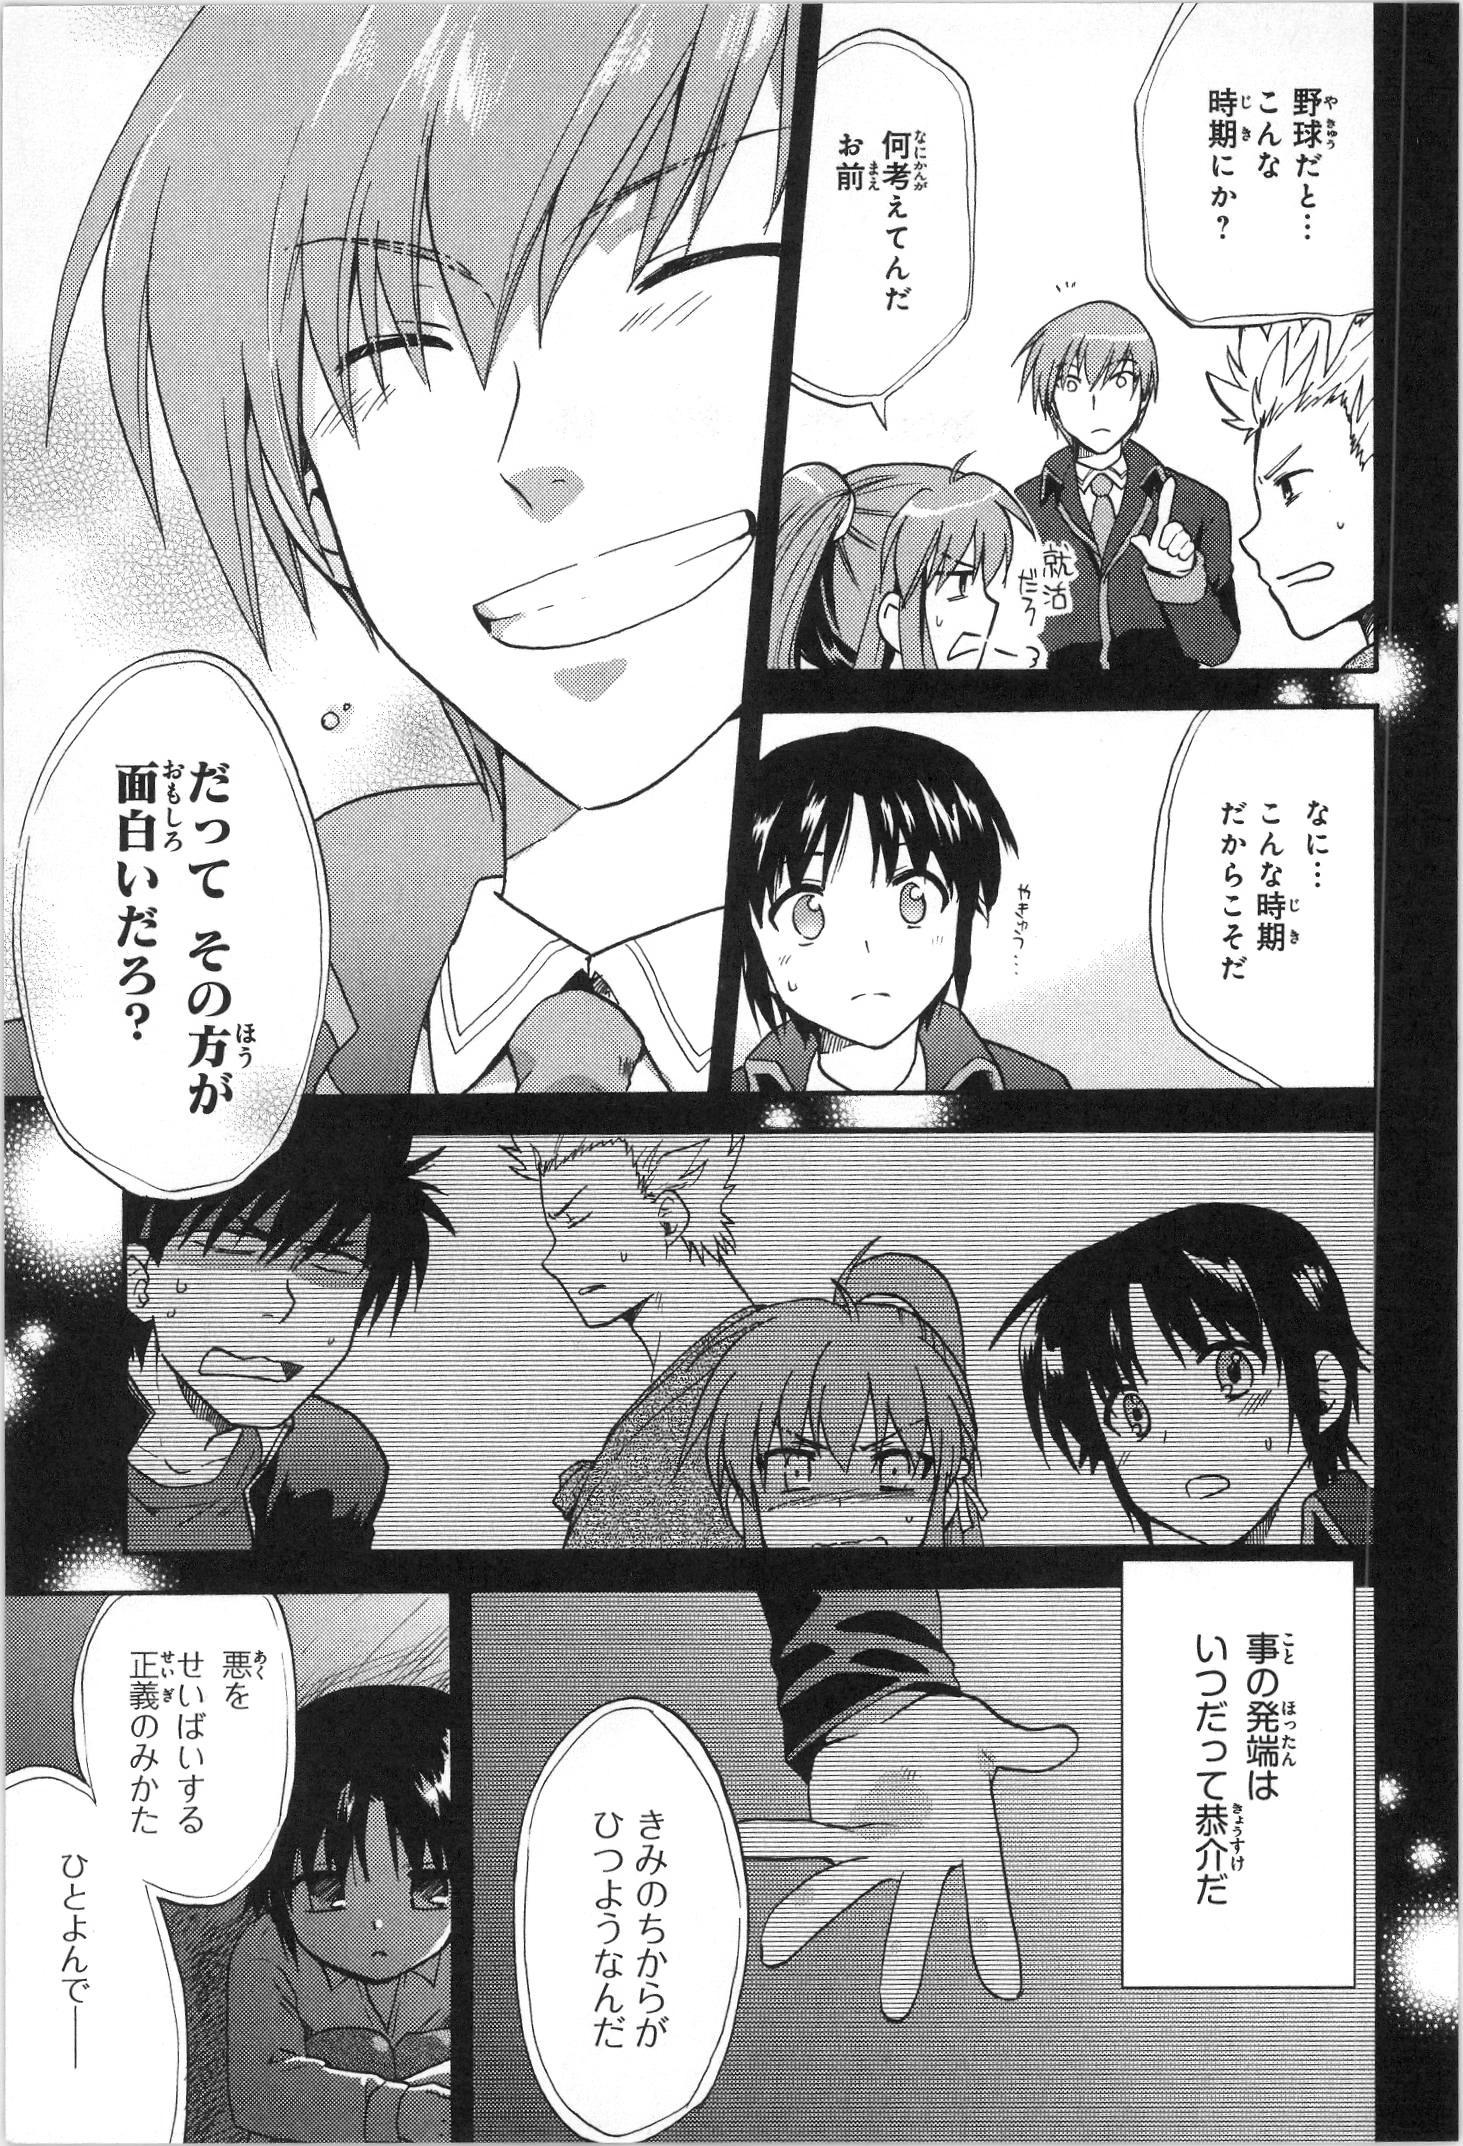 野球だと…
こんな
時期にか?
何考えてんだ
お前
就活
だろーーっ
なに…
こんな時期
だからこそだ
やきゅう…
だって その方が
面白いだろ?
事の発端は
いつだって恭介だ
きみのちからが
ひつようなんだ
悪を
せいばいする
正義のみかた
ひとよんで――